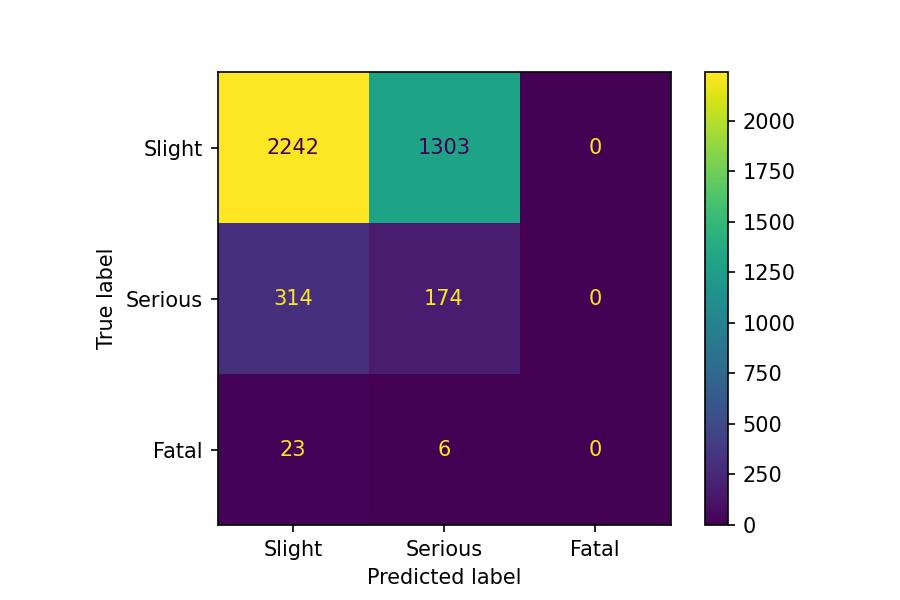 Slight 2242 1303 0
Serious 314 174 0
Fatal 23 6 0
Slight Serious Fatal
Predicted label
True label
2000
1750
1500
1250
1000
750
500
250
0